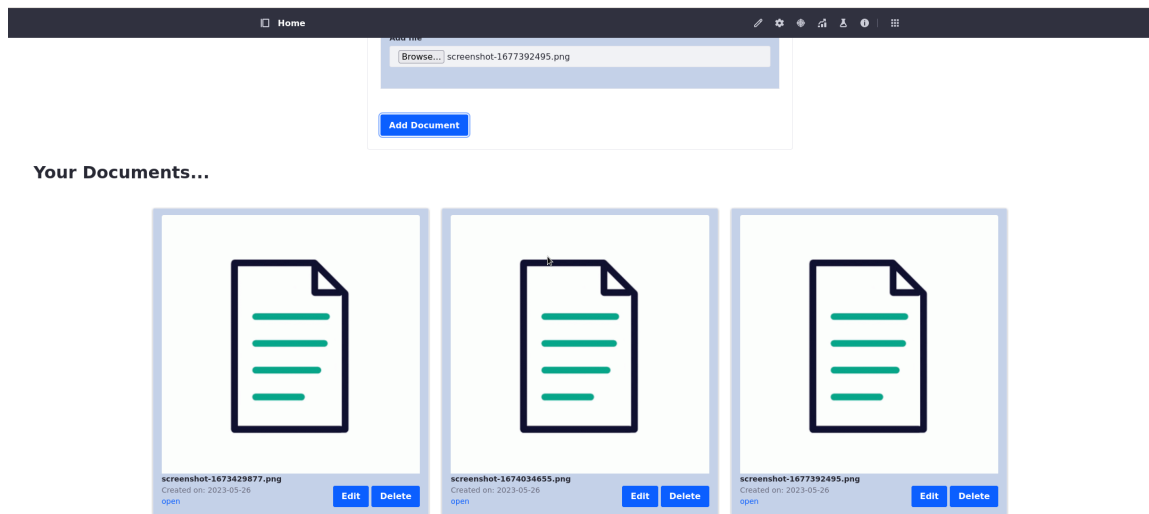 Home
Add file
Browse... screenshot-1677392495.png
Add Document
Your Documents...
screenshot-1673429877.png
Created on: 2023-05-26
open
Edit Delete
screenshot-1674034655.png
Created on: 2023-05-26
open
Edit Delete
screenshot-1677392495.png
Created on: 2023-05-26
open
Edit Delete